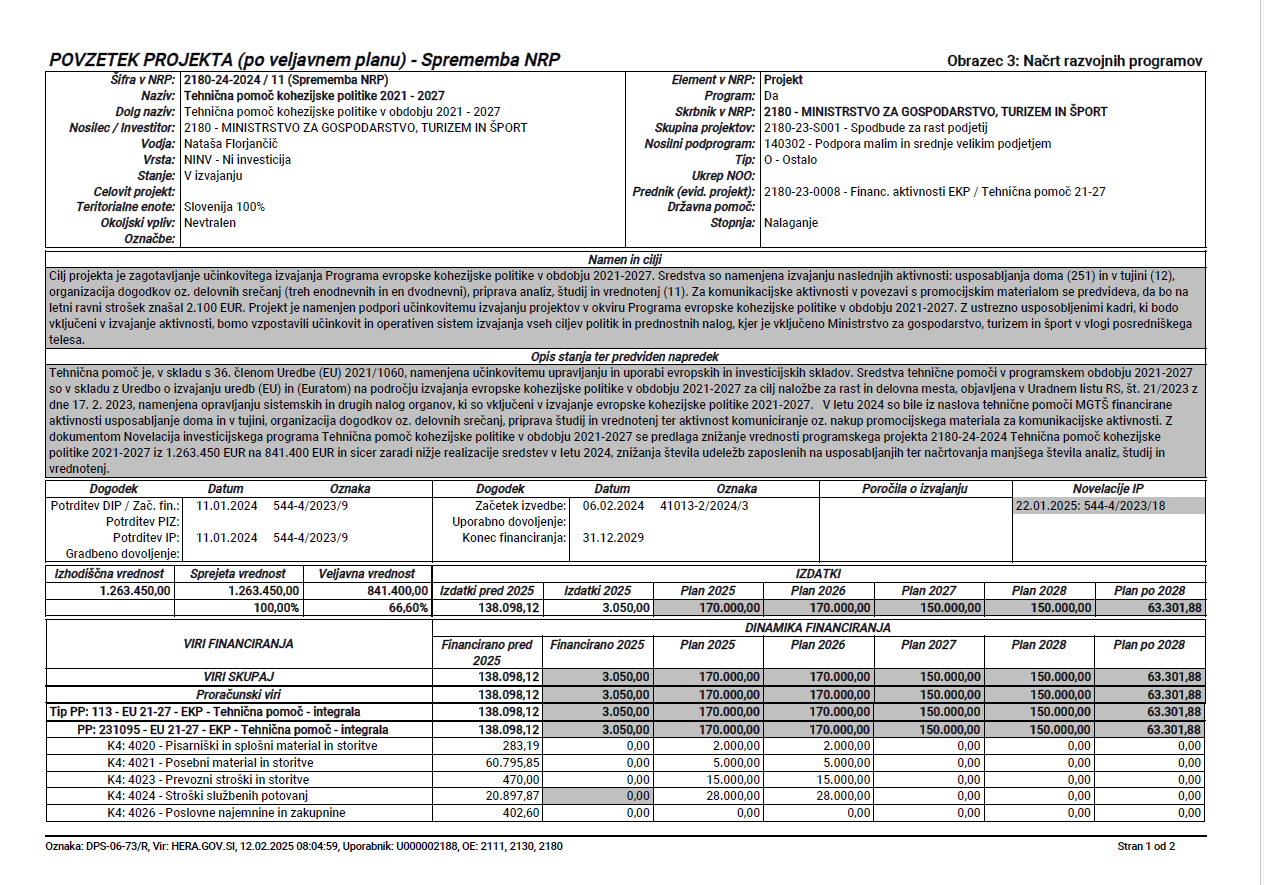 POVZETEK PROJEKTA (po veljavnem planu) - Sprememba NRP
Obrazec 3: Načrt razvojnih programov
Šifra v NRP: 2180-24-2024 / 11 (Sprememba NRP)
Naziv: Tehnična pomoč kohezijske politike 2021 - 2027
Dolg naziv: Tehnična pomoč kohezijske politike v obdobju 2021 - 2027
Nosilec / Investitor: 2180 - MINISTRSTVO ZA GOSPODARSTVO, TURIZEM IN ŠPORT
Vodja: Nataša Florjančič
Vrsta: NINV - Ni investicija
Stanje: V izvajanju
Celovit projekt:
Teritorialne enote: Slovenija 100%
Okoljski vpliv: Nevtralen
Označbe:
Element v NRP: Projekt
Program: Da
Skrbnik v NRP: 2180 - MINISTRSTVO ZA GOSPODARSTVO, TURIZEM IN ŠPORT
Skupina projektov: 2180-23-S001 - Spodbude za rast podjetij
Nosilni podprogram: 140302 - Podpora malim in srednje velikim podjetjem
Tip: O - Ostalo
Ukrep NOO:
Prednik (evid. projekt): 2180-23-0008 - Financ. aktivnosti EKP / Tehnična pomoč 21-27
Državna pomoč:
Stopnja: Nalaganje
Namen in cilji
Cilj projekta je zagotavljanje učinkovitega izvajanja Programa evropske kohezijske politike v obdobju 2021-2027. Sredstva so namenjena izvajanju naslednjih aktivnosti: usposabljanja doma (251) in v tujini (12),
organizacija dogodkov oz. delovnih srečanj (treh enodnevnih in en dvodnevni), priprava analiz, študij in vrednotenj (11). Za komunikacijske aktivnosti v povezavi s promocijskim materialom se predvideva, da bo na
letni ravni strošek znašal 2.100 EUR. Projekt je namenjen podpori učinkovitemu izvajanju projektov v okviru Programa evropske kohezijske politike v obdobju 2021-2027. Z ustrezno usposobljenimi kadri, ki bodo
vključeni v izvajanje aktivnosti, bomo vzpostavili učinkovit in operativen sistem izvajanja vseh ciljev politik in prednostnih nalog, kjer je vključeno Ministrstvo za gospodarstvo, turizem in šport v vlogi posredniškega
telesa.
Opis stanja ter predviden napredek
Tehnična pomoč je, v skladu s 36. členom Uredbe (EU) 2021/1060, namenjena učinkovitemu upravljanju in uporabi evropskih in investicijskih skladov. Sredstva tehnične pomoči v programskem obdobju 2021-2027
so v skladu z Uredbo o izvajanju uredb (EU) in (Euratom) na področju izvajanja evropske kohezijske politike v obdobju 2021-2027 za cilj naložbe za rast in delovna mesta, objavljena v Uradnem listu RS, št. 21/2023 z
dne 17. 2. 2023, namenjena opravljanju sistemskih in drugih nalog organov, ki so vključeni v izvajanje evropske kohezijske politike 2021-2027. V letu 2024 so bile iz naslova tehnične pomoči MGTŠ financirane
aktivnosti usposabljanje doma in v tujini, organizacija dogodkov oz. delovnih srečanj, priprava študij in vrednotenj ter aktivnost komuniciranje oz. nakup promocijskega materiala za komunikacijske aktivnosti. Z
dokumentom Novelacija investicijskega programa Tehnična pomoč kohezijske politike v obdobju 2021-2027 se predlaga znižanje vrednosti programskega projekta 2180-24-2024 Tehnična pomoč kohezijske
politike 2021-2027 iz 1.263.450 EUR na 841.400 EUR in sicer zaradi nižje realizacije sredstev v letu 2024, znižanja števila udeležb zaposlenih na usposabljanjih ter načrtovanja manjšega števila analiz, študij in
vrednotenj.
Dogodek Datum Oznaka Dogodek Datum Oznaka Poročila o izvajanju Novelacije IP
Potrditev DIP / Zač. fin.: 11.01.2024 544-4/2023/9 Začetek izvedbe: 06.02.2024 41013-2/2024/3 22.01.2025: 544-4/2023/18
Potrditev PIZ: Uporabno dovoljenje:
Potrditev IP: 11.01.2024 544-4/2023/9 Konec financiranja: 31.12.2029
Gradbeno dovoljenje:
Izhodiščna vrednost Sprejeta vrednost Veljavna vrednost IZDATKI
1.263.450,00 1.263.450,00 841.400,00 Izdatki pred 2025 Izdatki 2025 Plan 2025 Plan 2026 Plan 2027 Plan 2028 Plan po 2028
100,00% 66,60% 138.098,12 3.050,00 170.000,00 170.000,00 150.000,00 150.000,00 63.301,88
VIRI FINANCIRANJA DINAMIKA FINANCIRANJA
Financirano pred 2025 Financirano 2025 Plan 2025 Plan 2026 Plan 2027 Plan 2028 Plan po 2028
VIRI SKUPAJ 138.098,12 3.050,00 170.000,00 170.000,00 150.000,00 150.000,00 63.301,88
Proračunski viri 138.098,12 3.050,00 170.000,00 170.000,00 150.000,00 150.000,00 63.301,88
Tip PP: 113 - EU 21-27 - EKP - Tehnična pomoč - integrala 138.098,12 3.050,00 170.000,00 170.000,00 150.000,00 150.000,00 63.301,88
PP: 231095 - EU 21-27 - EKP - Tehnična pomoč - integrala 138.098,12 3.050,00 170.000,00 170.000,00 150.000,00 150.000,00 63.301,88
K4: 4020 - Pisarniški in splošni material in storitve 283,19 0,00 2.000,00 2.000,00 0,00 0,00 0,00
K4: 4021 - Posebni material in storitve 60.795,85 0,00 5.000,00 5.000,00 0,00 0,00 0,00
K4: 4023 - Prevozni stroški in storitve 470,00 0,00 15.000,00 15.000,00 0,00 0,00 0,00
K4: 4024 - Stroški službenih potovanj 20.897,87 0,00 28.000,00 28.000,00 0,00 0,00 0,00
K4: 4026 - Poslovne najemnine in zakupnine 402,60 0,00 0,00 0,00 0,00 0,00 0,00
Oznaka: DPS-06-73/R, Vir: HERA.GOV.SI, 12.02.2025 08:04:59, Uporabnik: U000002188, OE: 2111, 2130, 2180
Stran 1 od 2